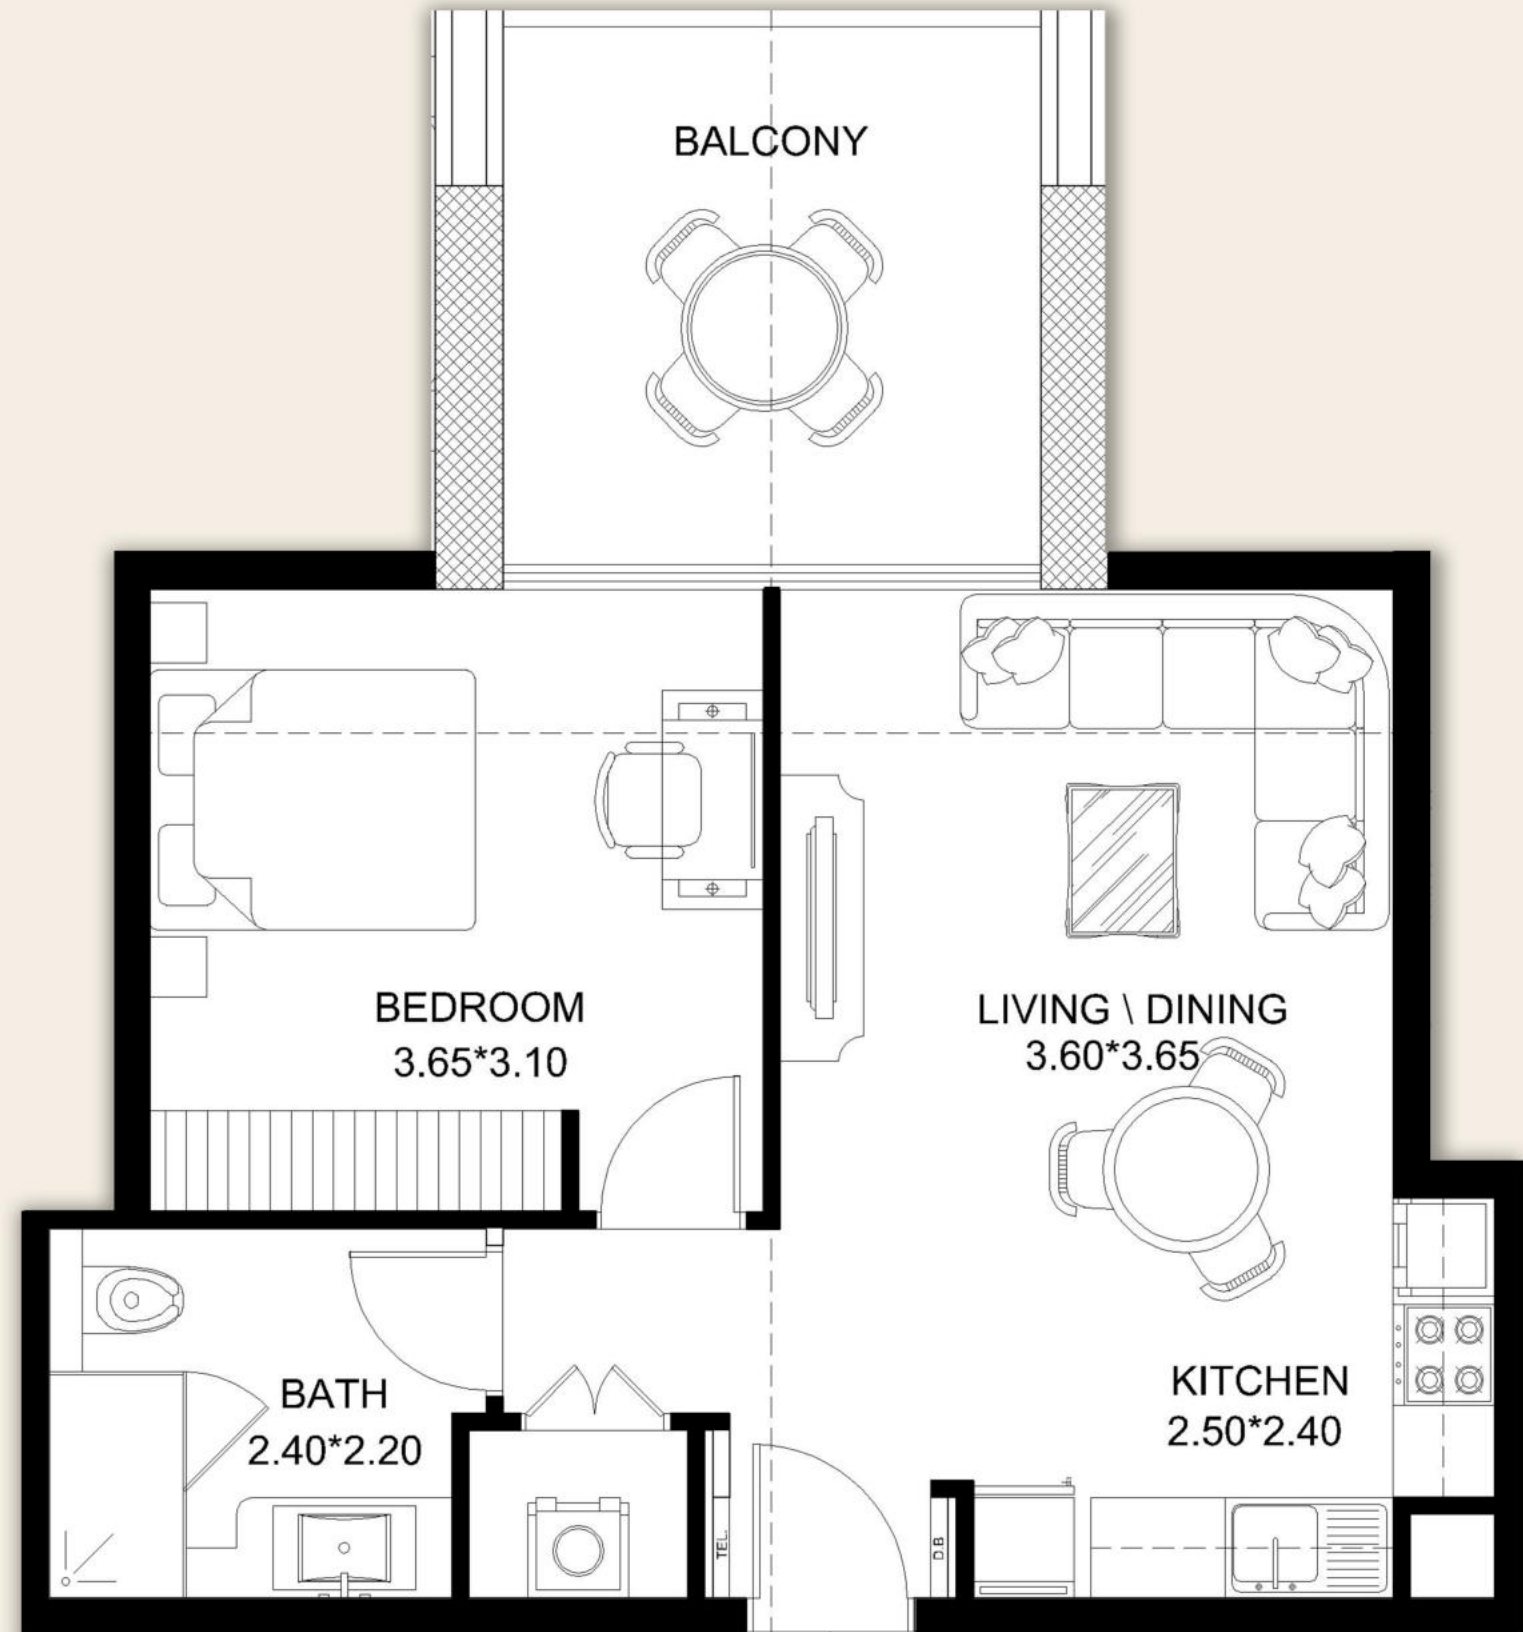 BALCONY
BEDROOM
3.65*3.10
LIVING \ DINING
3.60*3.65
BATH
2.40*2.20
KITCHEN
2.50*2.40
TEL.
D.B